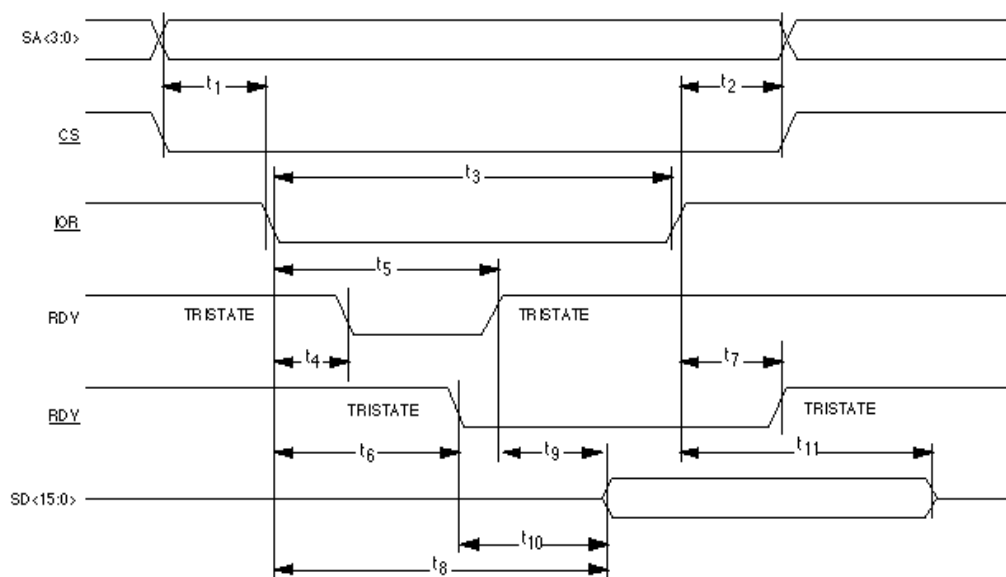 SA<3:0>
t1
t2
CS
t3
IOR
t5
RDY TRISTATE TRISTATE
t4
t7
RDY TRISTATE TRISTATE
t6
t9
t11
SD<15:0>
t10
t8